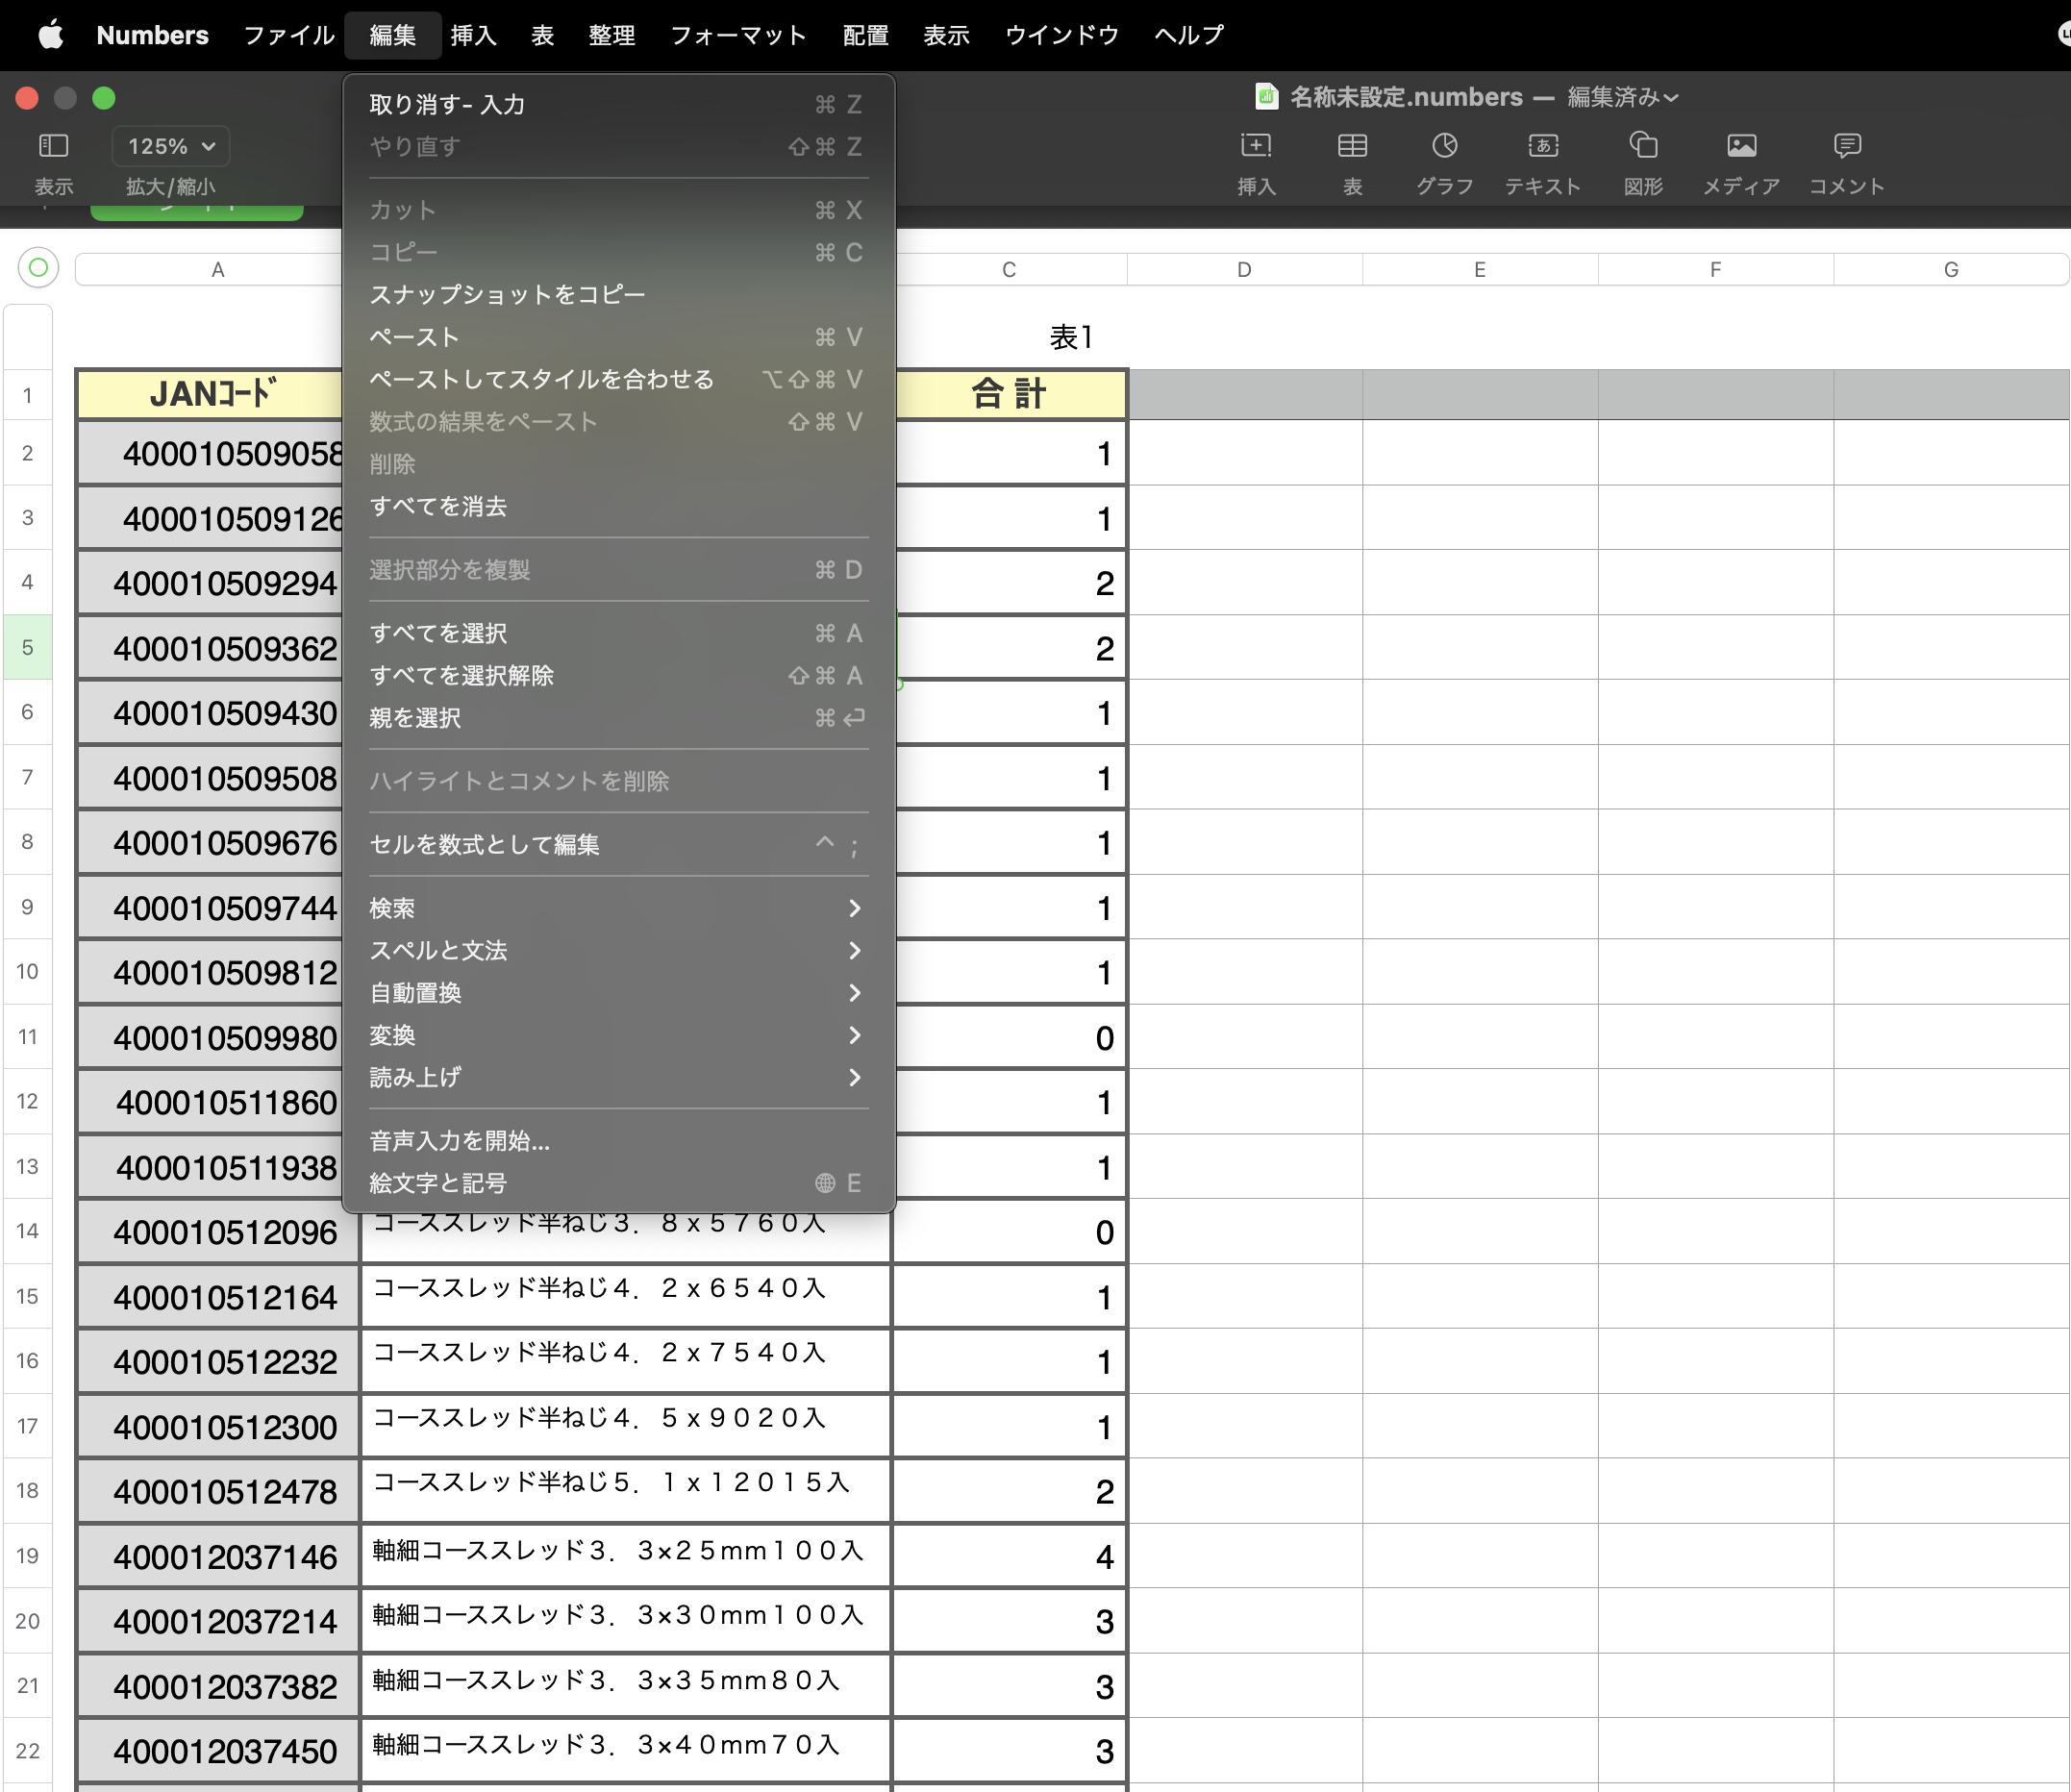 Numbers ファイル 編集 挿入 表 整理 フォーマット 配置 表示 ウインドウ ヘルプ
名称未設定.numbers — 編集済み
125%
表示 拡大/縮小 挿入 表 グラフ テキスト 図形 メディア コメント
取り消す- 入力 ⌘ Z
やり直す ⇧⌘ Z
カット ⌘ X
コピー ⌘ C
スナップショットをコピー
ペースト ⌘ V
ペーストしてスタイルを合わせる ⌥⇧⌘ V
数式の結果をペースト ⇧⌘ V
削除
すべてを消去
選択部分を複製 ⌘ D
すべてを選択 ⌘ A
すべてを選択解除 ⇧⌘ A
親を選択 ⌘↩
ハイライトとコメントを削除
セルを数式として編集 ^ ;
検索
スペルと文法
自動置換
変換
読み上げ
音声入力を開始...
絵文字と記号 E
A C D E F G
表1
1 JANｺｰﾄﾞ 合 計
2 400010509058 1
3 400010509126 1
4 400010509294 2
5 400010509362 2
6 400010509430 1
7 400010509508 1
8 400010509676 1
9 400010509744 1
10 400010509812 1
11 400010509980 0
12 400010511860 1
13 400010511938 1
14 400010512096 コーススレッド半ねじ３．８ｘ５７６０入 0
15 400010512164 コーススレッド半ねじ４．２ｘ６５４０入 1
16 400010512232 コーススレッド半ねじ４．２ｘ７５４０入 1
17 400010512300 コーススレッド半ねじ４．５ｘ９０２０入 1
18 400010512478 コーススレッド半ねじ５．１ｘ１２０１５入 2
19 400012037146 軸細コーススレッド３．３×２５ｍｍ１００入 4
20 400012037214 軸細コーススレッド３．３×３０ｍｍ１００入 3
21 400012037382 軸細コーススレッド３．３×３５ｍｍ８０入 3
22 400012037450 軸細コーススレッド３．３×４０ｍｍ７０入 3